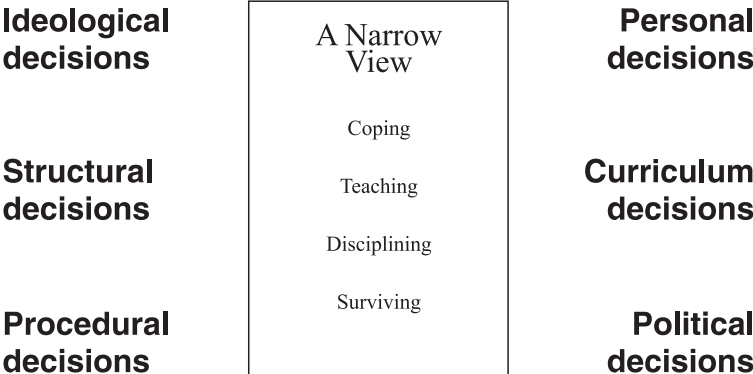 Ideological
decisions
Structural
decisions
Procedural
decisions
A Narrow
View
Coping
Teaching
Disciplining
Surviving
Personal
decisions
Curriculum
decisions
Political
decisions